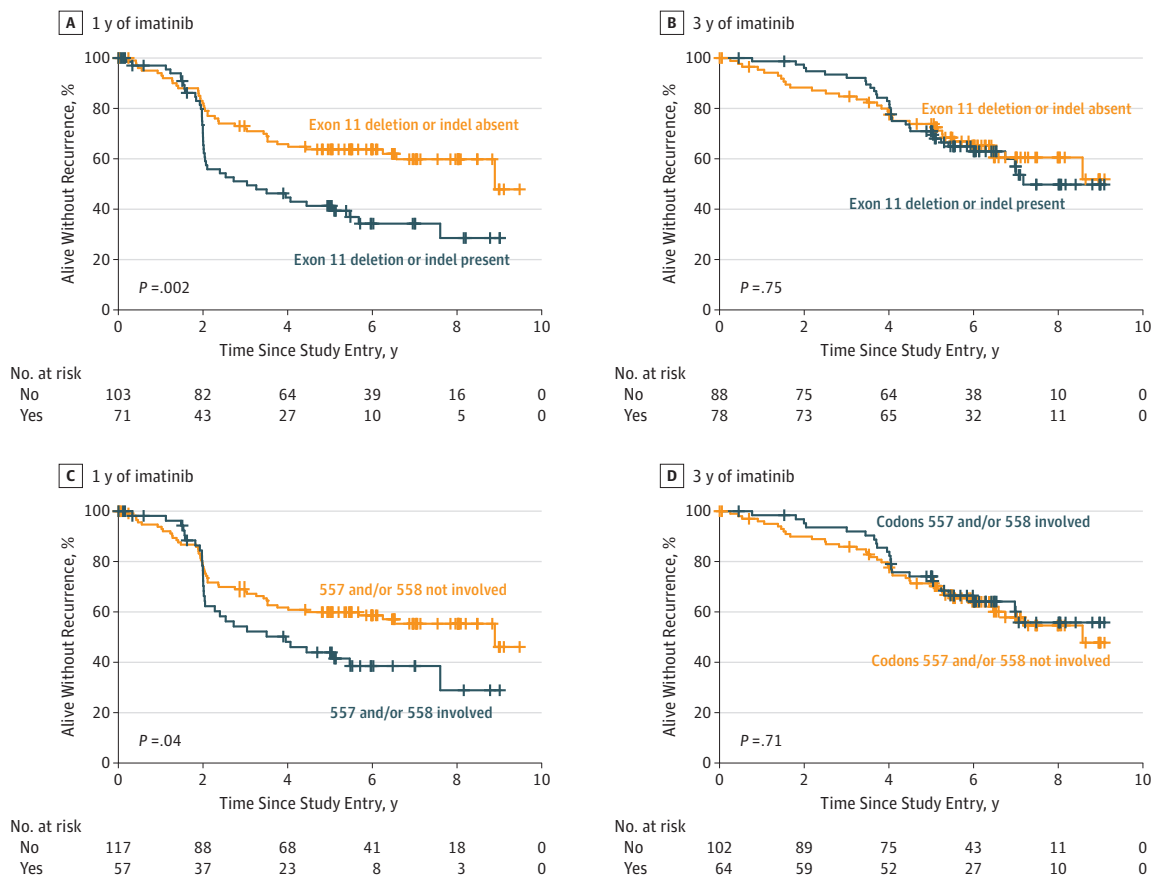 A 1 y of imatinib
100
80
60
40
20
0
Alive Without Recurrence, %
Exon 11 deletion or indel absent
Exon 11 deletion or indel present
P =.002
0 2 4 6 8 10
Time Since Study Entry, y
No. at risk
No 103 82 64 39 16 0
Yes 71 43 27 10 5 0
B 3 y of imatinib
100
80
60
40
20
0
Alive Without Recurrence, %
Exon 11 deletion or indel absent
Exon 11 deletion or indel present
P =.75
0 2 4 6 8 10
Time Since Study Entry, y
No. at risk
No 88 75 64 38 10 0
Yes 78 73 65 32 11 0
C 1 y of imatinib
100
80
60
40
20
0
Alive Without Recurrence, %
557 and/or 558 not involved
557 and/or 558 involved
P =.04
0 2 4 6 8 10
Time Since Study Entry, y
No. at risk
No 117 88 68 41 18 0
Yes 57 37 23 8 3 0
D 3 y of imatinib
100
80
60
40
20
0
Alive Without Recurrence, %
Codons 557 and/or 558 involved
Codons 557 and/or 558 not involved
P =.71
0 2 4 6 8 10
Time Since Study Entry, y
No. at risk
No 102 89 75 43 11 0
Yes 64 59 52 27 10 0